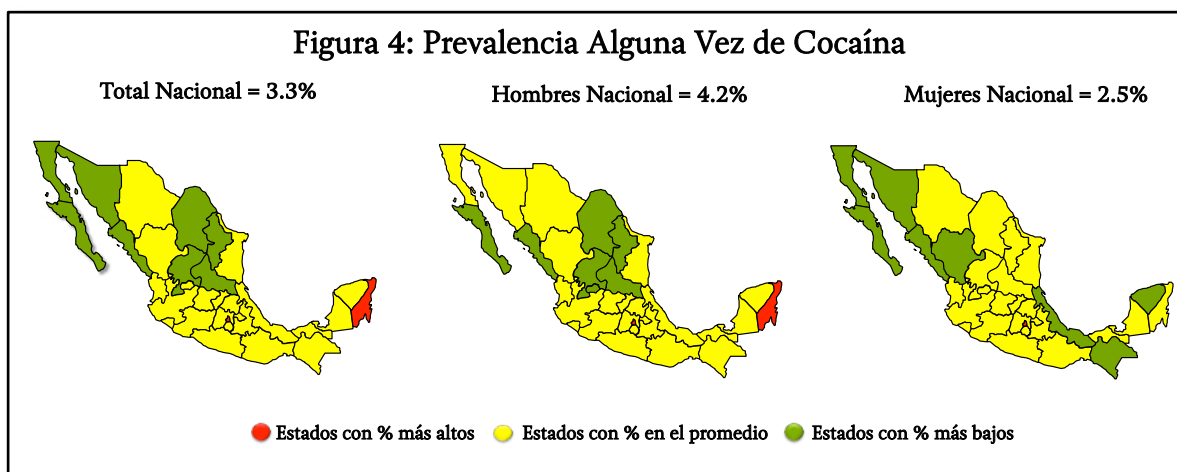 Figura 4: Prevalencia Alguna Vez de Cocaína
Total Nacional = 3.3%
Hombres Nacional = 4.2%
Mujeres Nacional = 2.5%
Estados con % más altos
Estados con % en el promedio
Estados con % más bajos